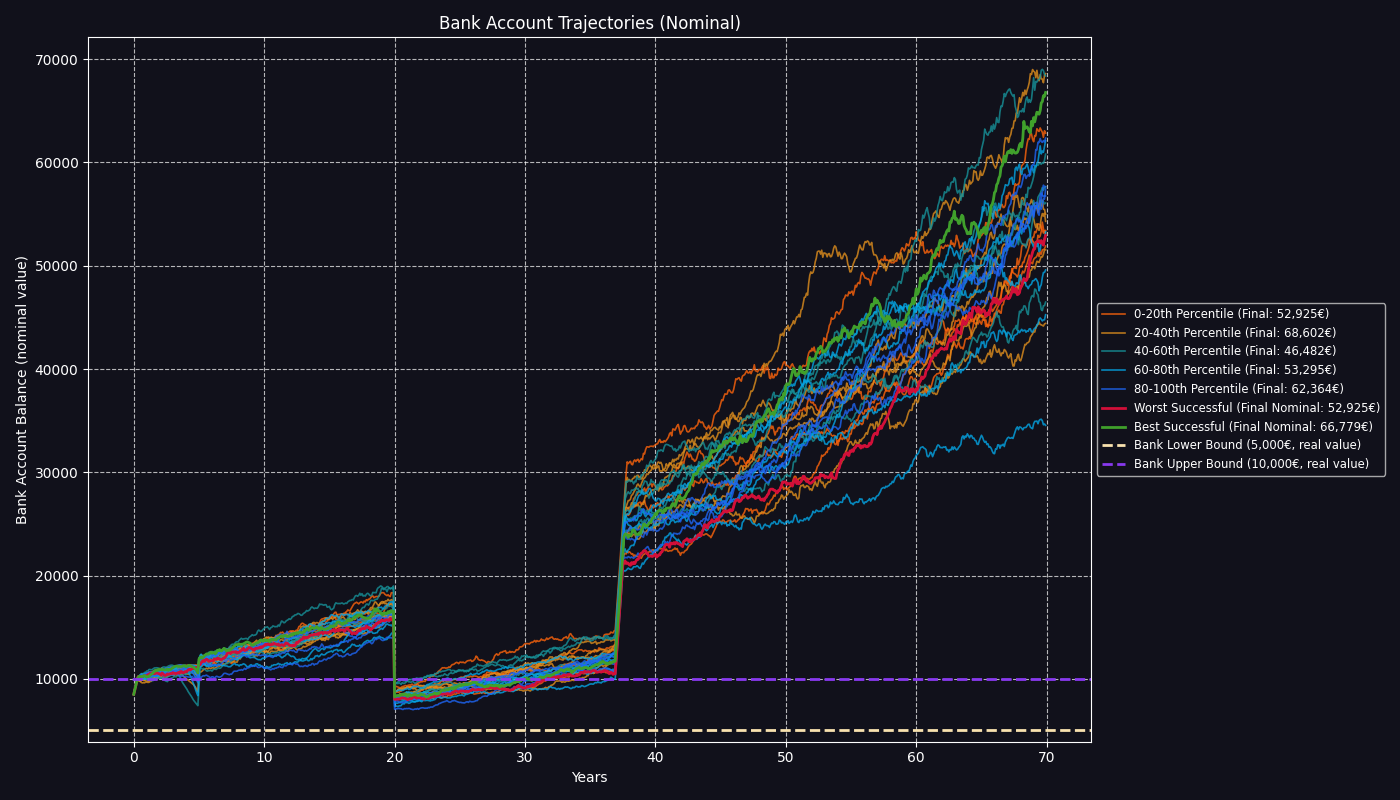 Bank Account Trajectories (Nominal)
Bank Account Balance (nominal value)
70000
60000
50000
40000
30000
20000
10000
0 10 20 30 40 50 60 70
Years
0-20th Percentile (Final: 52,925€)
20-40th Percentile (Final: 68,602€)
40-60th Percentile (Final: 46,482€)
60-80th Percentile (Final: 53,295€)
80-100th Percentile (Final: 62,364€)
Worst Successful (Final Nominal: 52,925€)
Best Successful (Final Nominal: 66,779€)
Bank Lower Bound (5,000€, real value)
Bank Upper Bound (10,000€, real value)